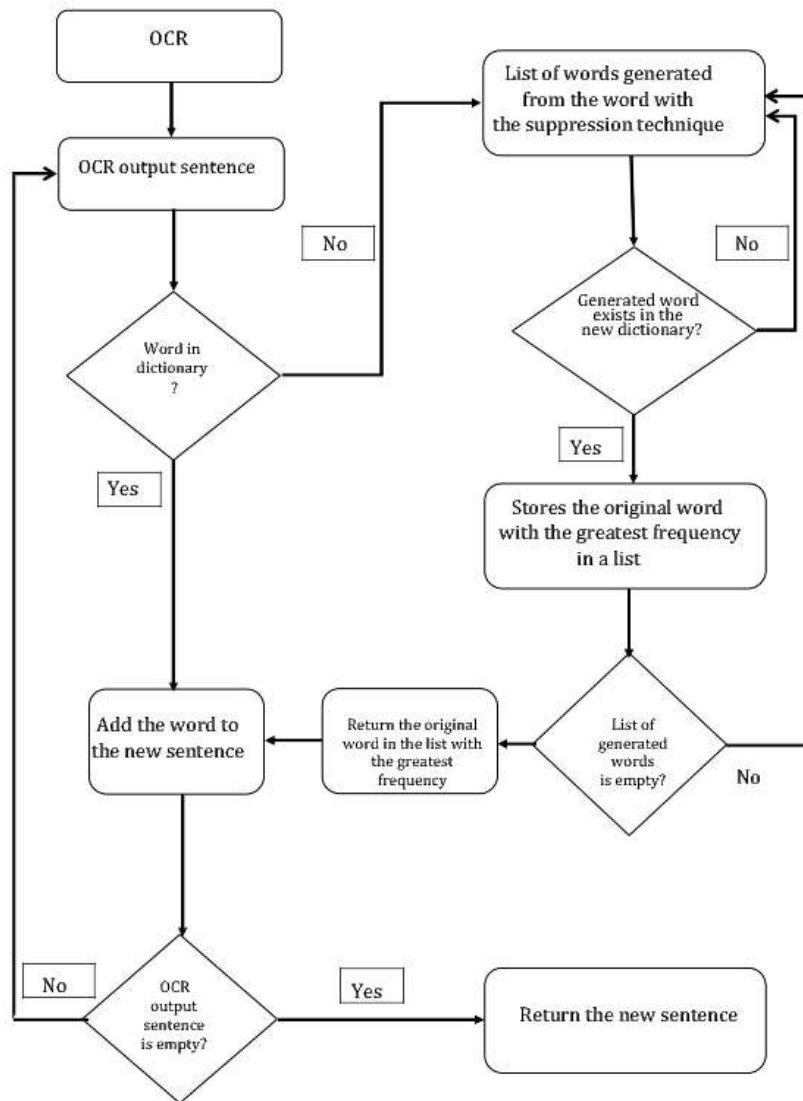 OCR
OCR output sentence
No
Word in
dictionary
?
Yes
Add the word to
the new sentence
No
OCR
output
sentence
is empty?
Yes
Return the new sentence
List of words generated
from the word with
the suppression technique
No
Generated word
exists in the
new dictionary?
Yes
Stores the original word
with the greatest frequency
in a list
List of
generated
words
is empty?
No
Return the original
word in the list with
the greatest
frequency